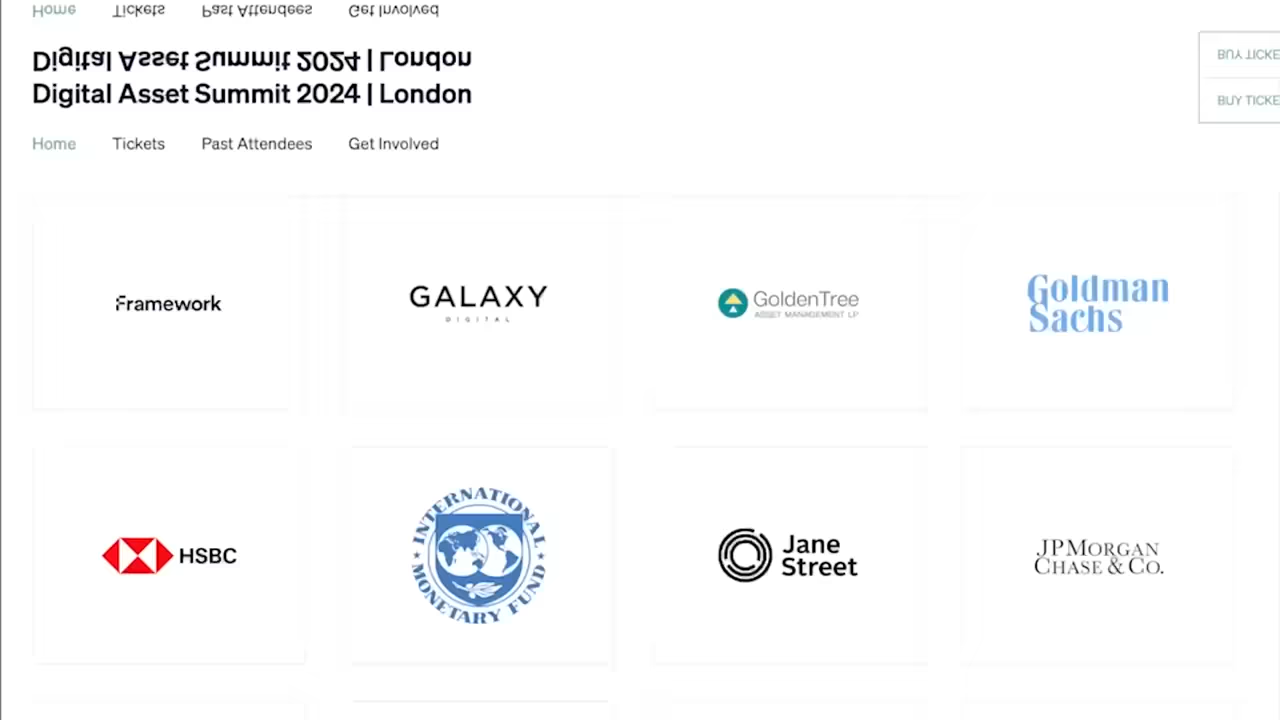 Home Tickets Past Attendees Get Involved
Digital Asset Summit 2024 | London
Digital Asset Summit 2024 | London
BUY TICKE
BUY TICKE
Home Tickets Past Attendees Get Involved
Framework
GALAXY
DIGITAL
GoldenTree
ASSET MANAGEMENT LP
Goldman
Sachs
HSBC
INTERNATIONAL
MONETARY FUND
Jane
Street
JPMORGAN
CHASE & CO.